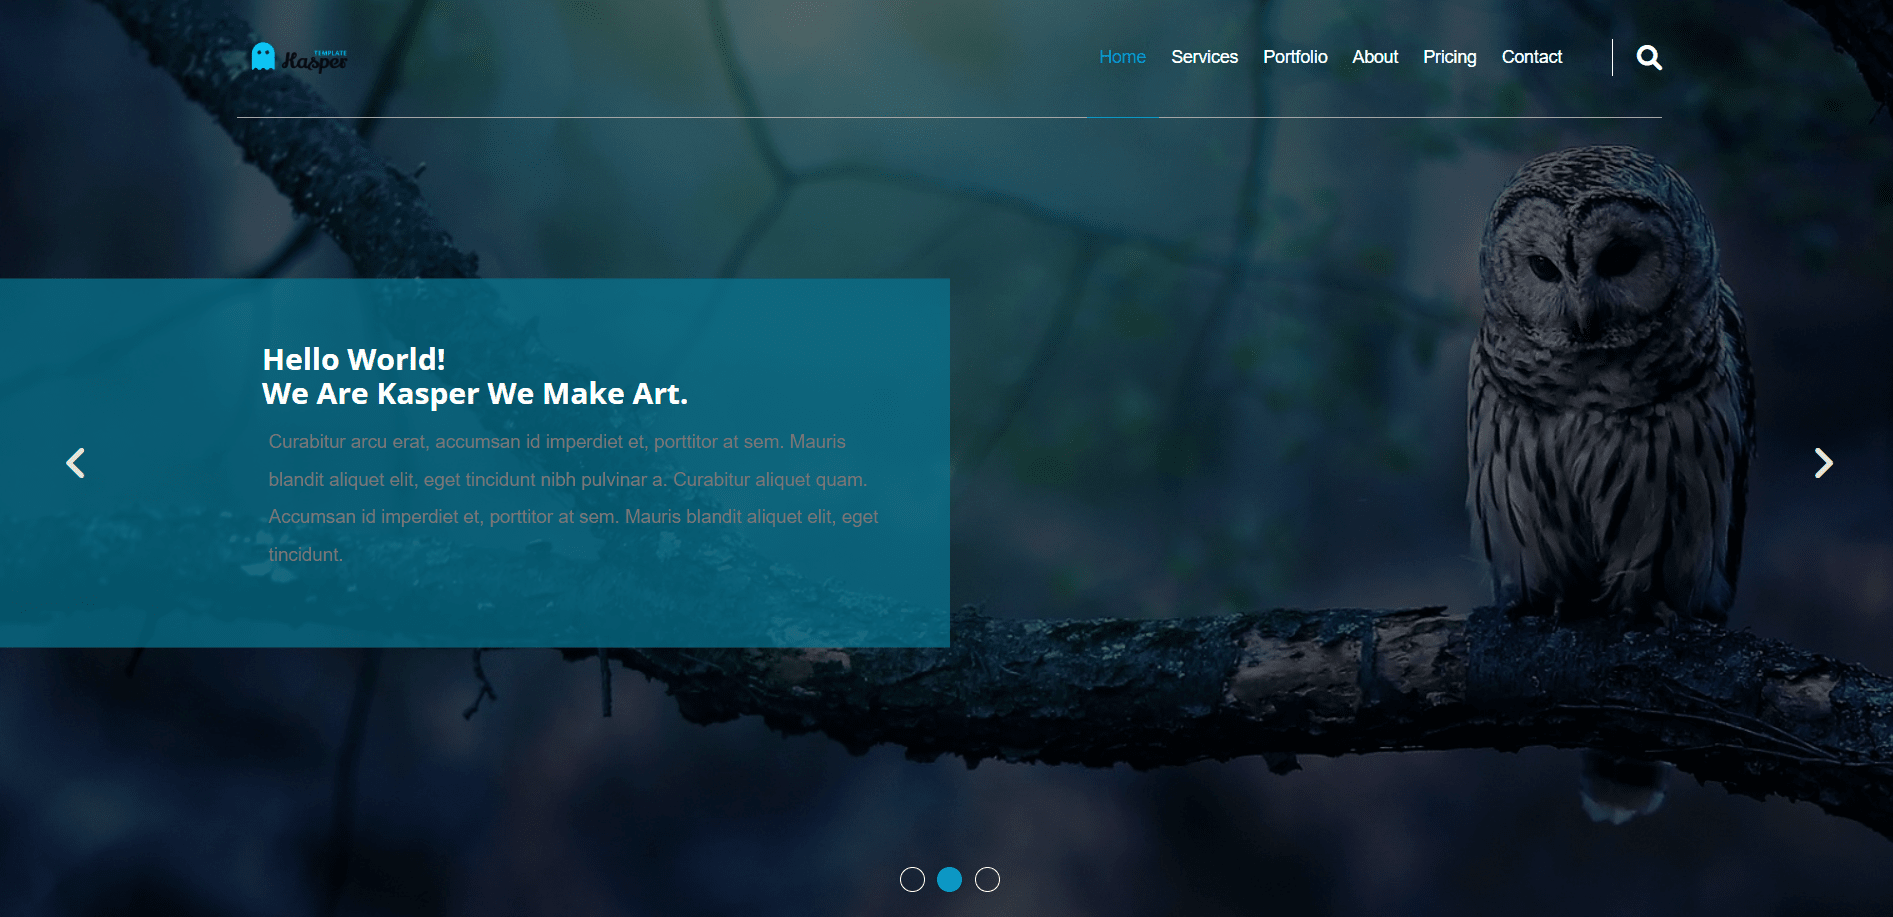 TEMPLATE
Kasper
Home Services Portfolio About Pricing Contact
Hello World!
We Are Kasper We Make Art.
Curabitur arcu erat, accumsan id imperdiet et, porttitor at sem. Mauris
blandit aliquet elit, eget tincidunt nibh pulvinar a. Curabitur aliquet quam.
Accumsan id imperdiet et, porttitor at sem. Mauris blandit aliquet elit, eget
tincidunt.